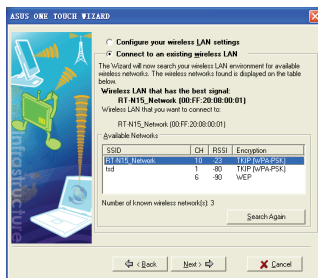 ASUS ONE TOUCH WIZARD
Configure your wireless LAN settings
Connect to an existing wireless LAN
The Wizard will now search your wireless LAN environment for available
wireless networks. The wireless networks found is displayed on the table
below.
Wireless LAN that has the best signal:
RT-N15_Network (00:FF:20:08:00:01)
Wireless LAN that you want to connect to:
RT-N15_Network (00:FF:20:08:00:01)
Available Networks
SSID CH RSSI Encryption
RT-N15_Network 10 -23 TKIP (WPA-PSK)
tsd 1 -80 TKIP (WPA-PSK)
6 -90 WEP
Number of known wireless network(s): 3
Search Again
Infrastructure
< Back Next > Cancel